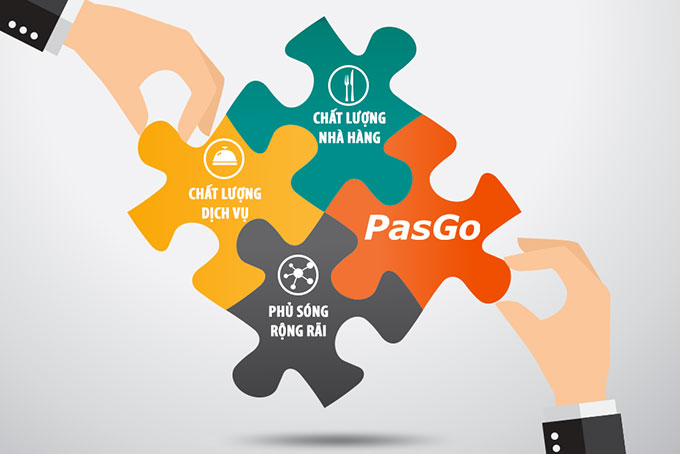 CHẤT LƯỢNG
NHÀ HÀNG
CHẤT LƯỢNG
DỊCH VỤ
PasGo
PHỦ SÓNG
RỘNG RÃI